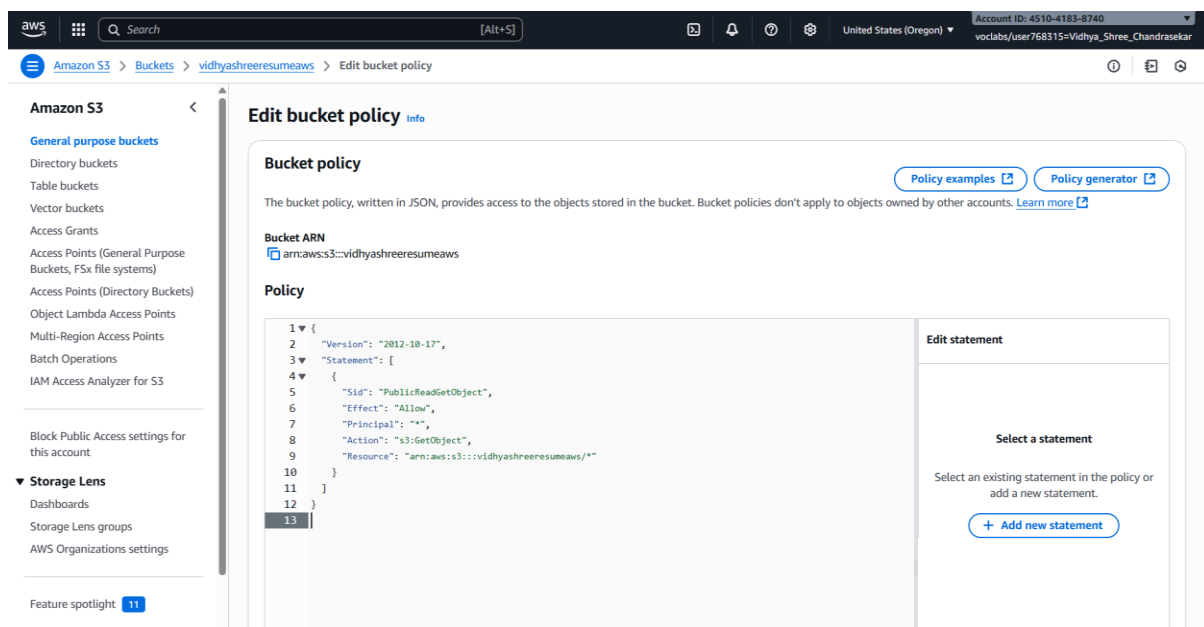 aws
Search
[Alt+S]
United States (Oregon) ▼
Account ID: 4510-4183-8740
voclabs/user768315=Vidhya_Shree_Chandrasekar
Amazon S3 > Buckets > vidhyashreeresumeaws > Edit bucket policy
Amazon S3
General purpose buckets
Directory buckets
Table buckets
Vector buckets
Access Grants
Access Points (General Purpose
Buckets, FSx file systems)
Access Points (Directory Buckets)
Object Lambda Access Points
Multi-Region Access Points
Batch Operations
IAM Access Analyzer for S3
Block Public Access settings for
this account
Storage Lens
Dashboards
Storage Lens groups
AWS Organizations settings
Feature spotlight 11
Edit bucket policy Info
Bucket policy
Policy examples
Policy generator
The bucket policy, written in JSON, provides access to the objects stored in the bucket. Bucket policies don't apply to objects owned by other accounts. Learn more
Bucket ARN
arn:aws:s3:::vidhyashreeresumeaws
Policy
1 {
2 "Version": "2012-10-17",
3 "Statement": [
4 {
5 "Sid": "PublicReadGetObject",
6 "Effect": "Allow",
7 "Principal": "*",
8 "Action": "s3:GetObject",
9 "Resource": "arn:aws:s3:::vidhyashreeresumeaws/*"
10 }
11 ]
12 }
13
Edit statement
Select a statement
Select an existing statement in the policy or
add a new statement.
+ Add new statement